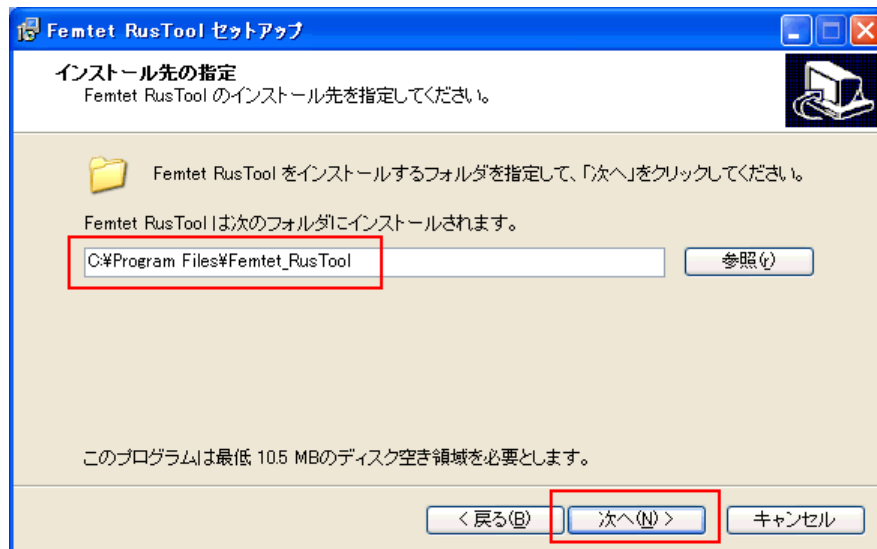 Femtet RusTool セットアップ
インストール先の指定
Femtet RusTool のインストール先を指定してください。
Femtet RusTool をインストールするフォルダを指定して、「次へ」をクリックしてください。
Femtet RusTool は次のフォルダにインストールされます。
C:¥Program Files¥Femtet_RusTool
参照(r)
このプログラムは最低 10.5 MBのディスク空き領域を必要とします。
< 戻る(B)
次へ(N) >
キャンセル